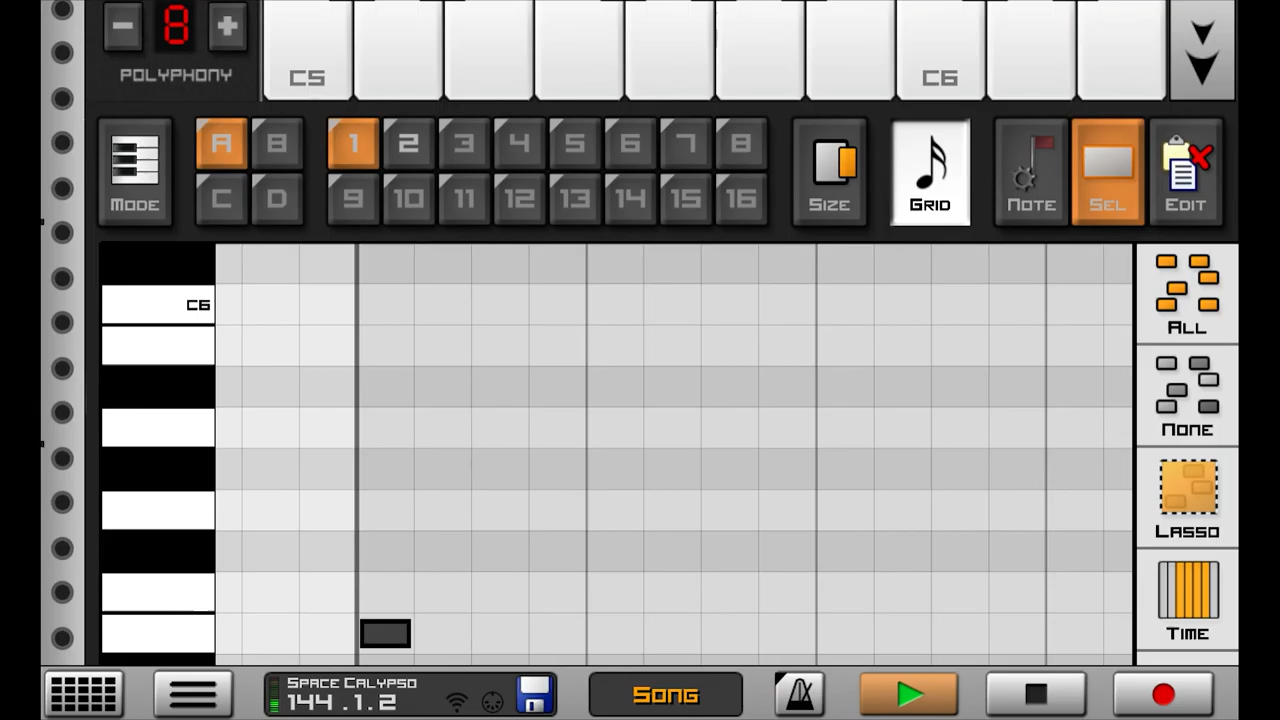 8
POLYPHONY
C5
C6
A B
C D
1 2 3 4 5 6 7 8
9 10 11 12 13 14 15 16
MODE
SIZE
GRID
NOTE
SEL
EDIT
C6
ALL
NONE
LASSO
TIME
SPACE CALYPSO
144 .1.2
SONG